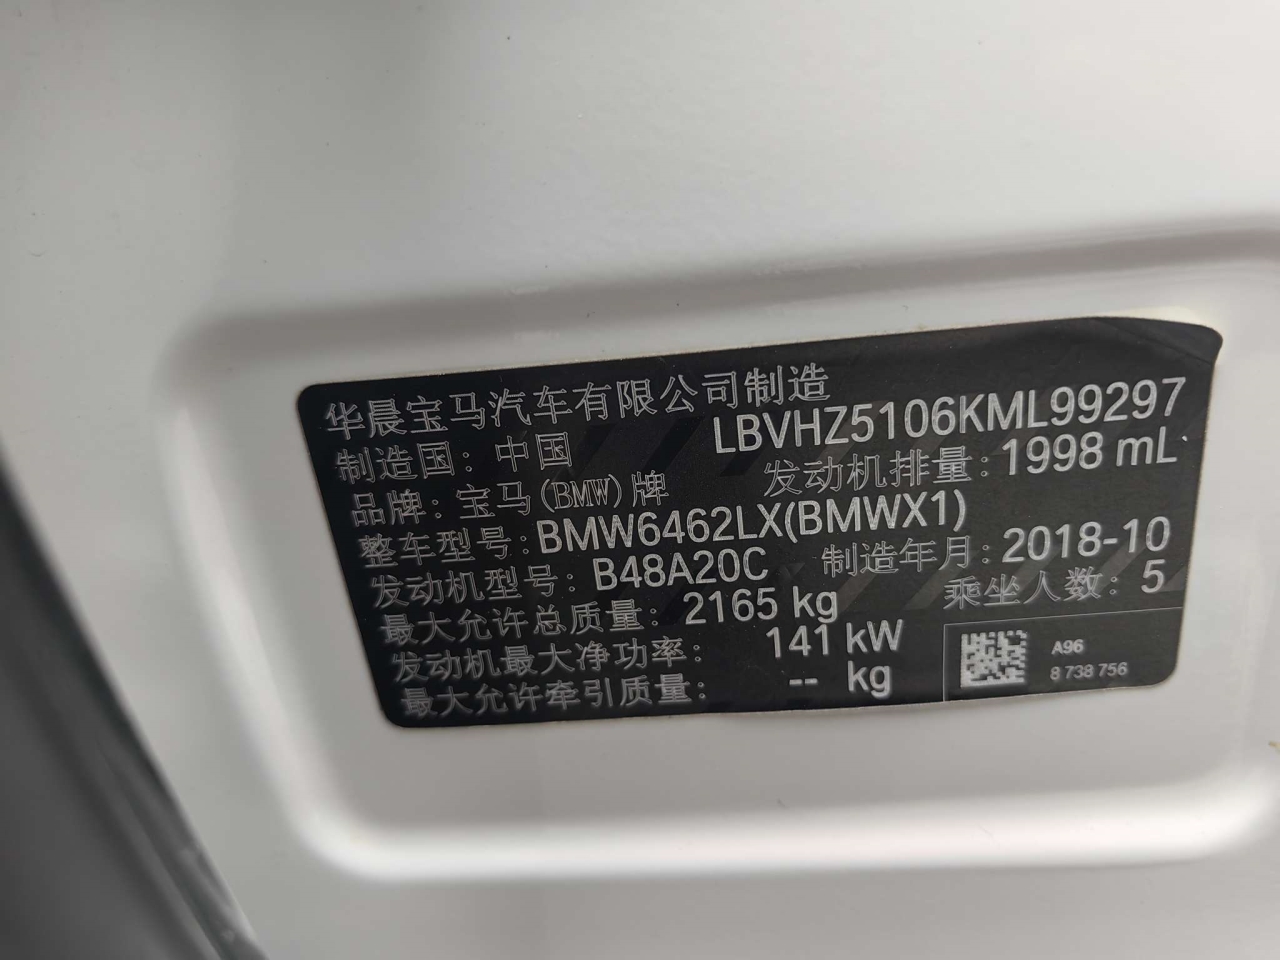 华晨宝马汽车有限公司制造
LBVHZ5106KML99297
制造国：中国
发动机排量：1998 mL
品牌：宝马(BMW)牌
整车型号：BMW6462LX(BMWX1)
发动机型号：B48A20C 制造年月：2018-10
最大允许总质量：2165 kg 乘坐人数：5
发动机最大净功率：141 kW
最大允许牵引质量：-- kg
A96
8 738 756